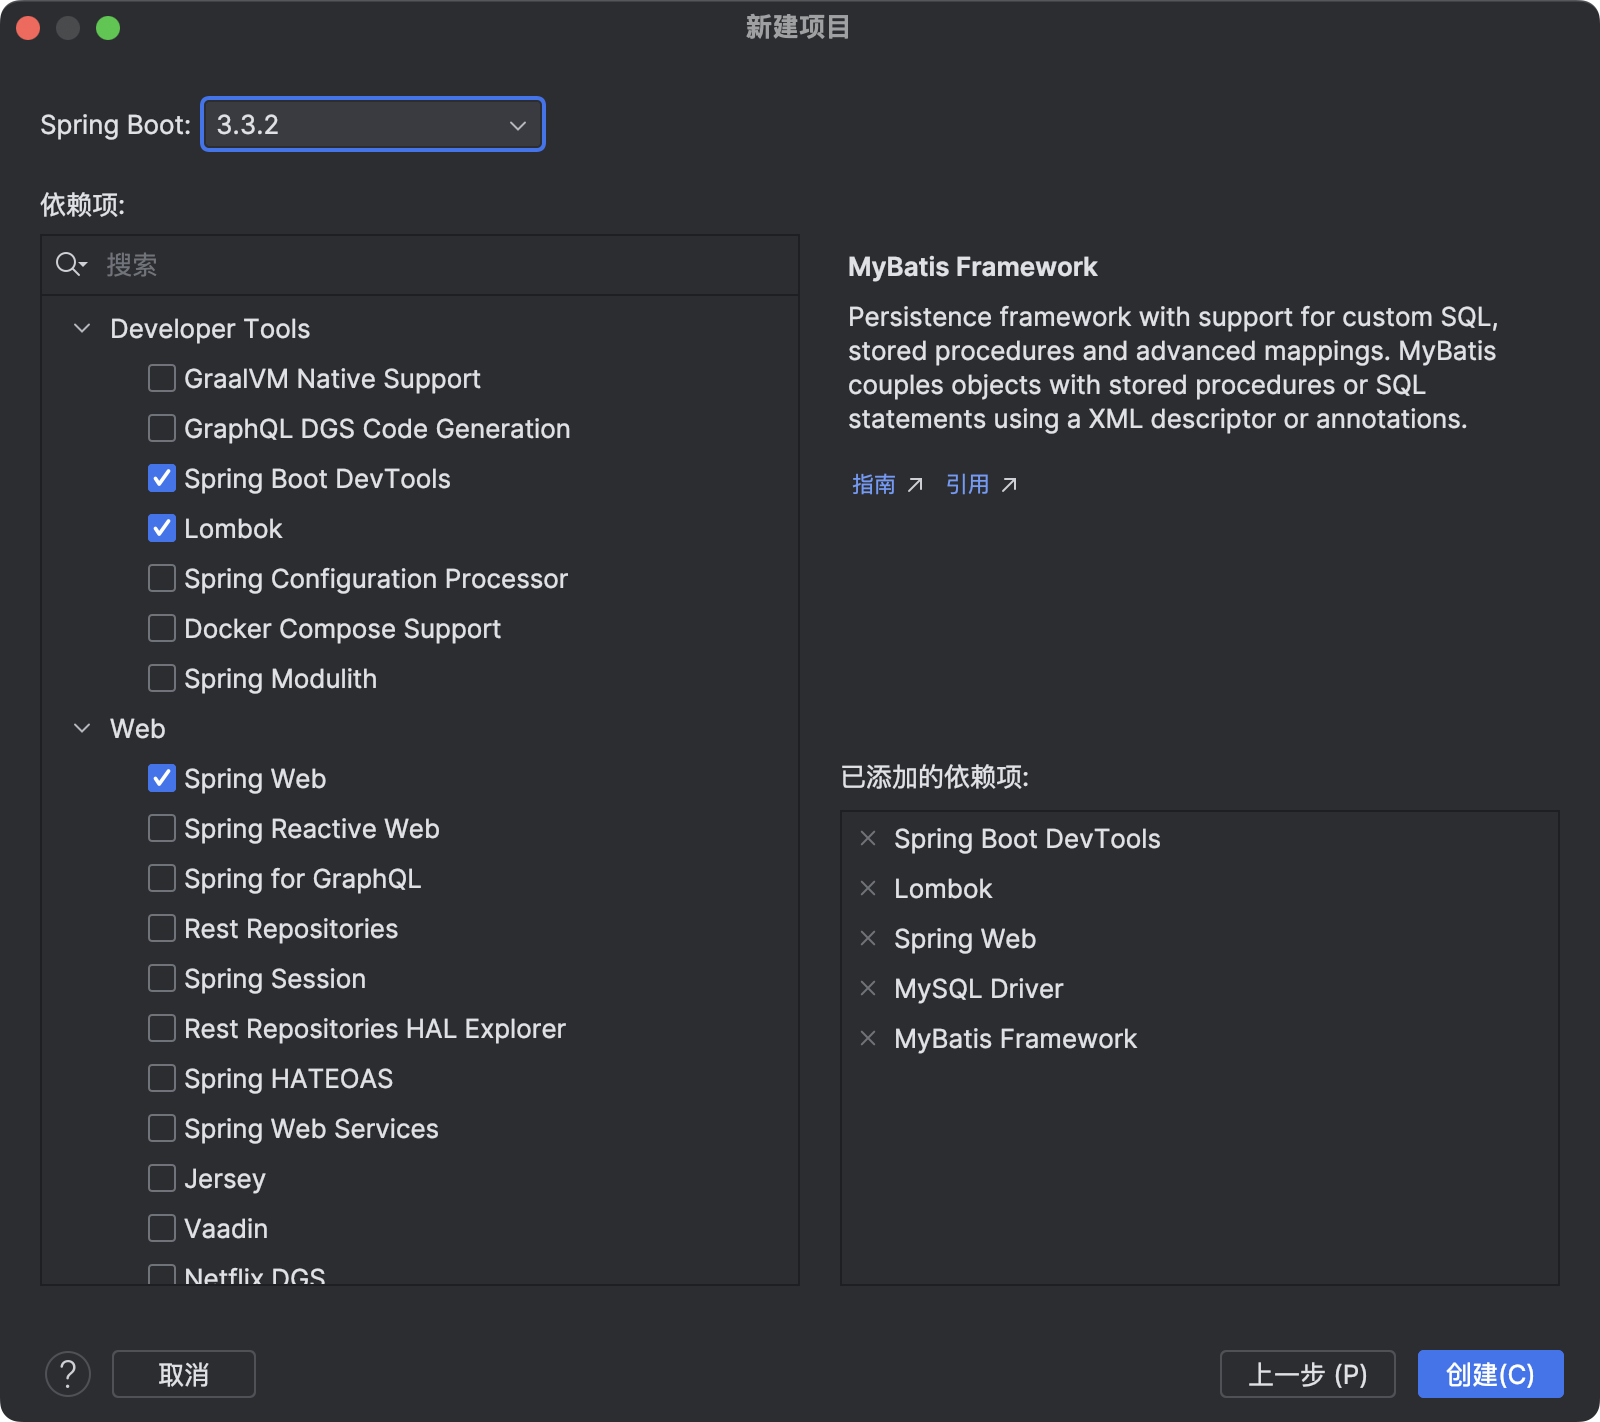 新建项目
Spring Boot: 3.3.2
依赖项:
搜索
Developer Tools
GraalVM Native Support
GraphQL DGS Code Generation
Spring Boot DevTools
Lombok
Spring Configuration Processor
Docker Compose Support
Spring Modulith
Web
Spring Web
Spring Reactive Web
Spring for GraphQL
Rest Repositories
Spring Session
Rest Repositories HAL Explorer
Spring HATEOAS
Spring Web Services
Jersey
Vaadin
Netflix DGS
MyBatis Framework
Persistence framework with support for custom SQL,
stored procedures and advanced mappings. MyBatis
couples objects with stored procedures or SQL
statements using a XML descriptor or annotations.
指南 ↗ 引用 ↗
已添加的依赖项:
Spring Boot DevTools
Lombok
Spring Web
MySQL Driver
MyBatis Framework
? 取消 上一步 (P) 创建(C)